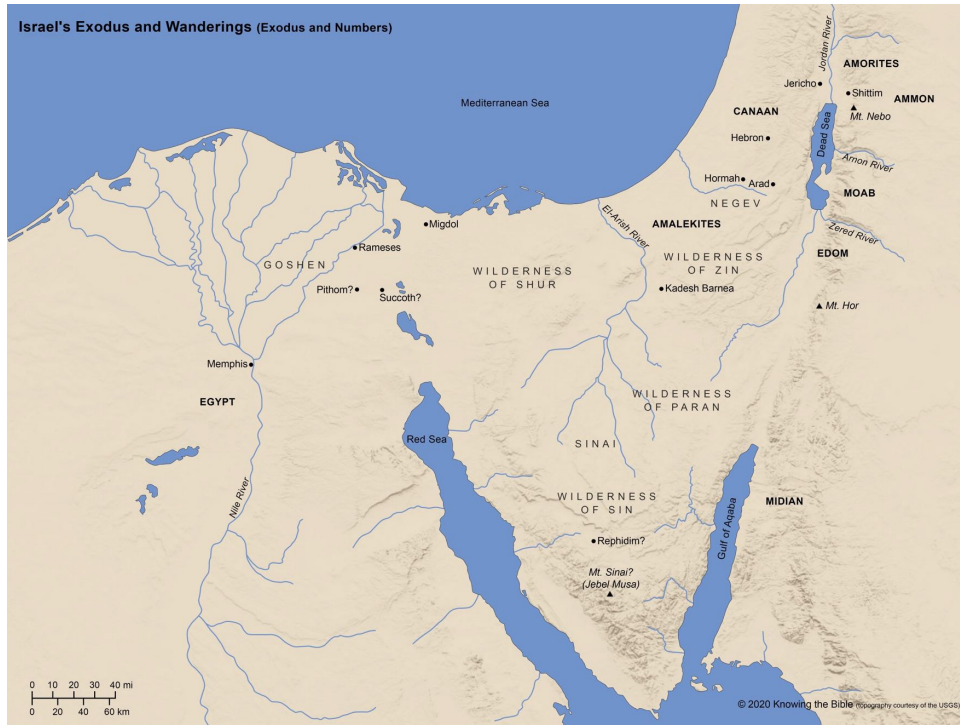 Israel's Exodus and Wanderings (Exodus and Numbers)
Jordan River
AMORITES
Jericho
Shittim
AMMON
Mediterranean Sea
CANAAN
Mt. Nebo
Hebron
Dead Sea
Arnon River
Hormah
Arad
MOAB
NEGEV
El-Arish River
AMALEKITES
Migdol
Zered River
Rameses
EDOM
GOSHEN
WILDERNESS
OF ZIN
WILDERNESS
OF SHUR
Pithom?
Succoth?
Kadesh Barnea
Mt. Hor
Memphis
EGYPT
WILDERNESS
OF PARAN
Red Sea
SINAI
Nile River
WILDERNESS
OF SIN
MIDIAN
Gulf of Aqaba
Rephidim?
Mt. Sinai?
(Jebel Musa)
0 10 20 40 mi
0 20 40 60 km
© 2020 Knowing the Bible (topography courtesy of the USGS)